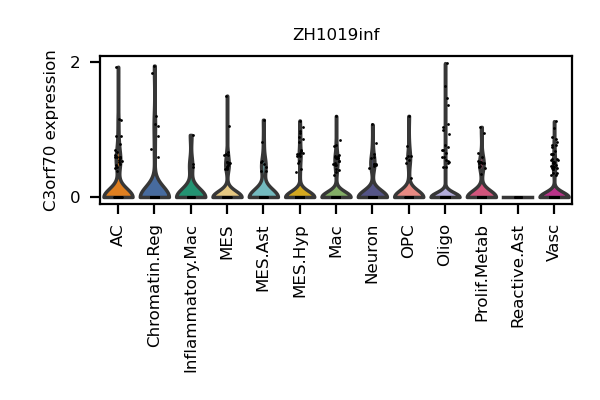 ZH1019inf
C3orf70 expression
2
0
AC
Chromatin.Reg
Inflammatory.Mac
MES
MES.Ast
MES.Hyp
Mac
Neuron
OPC
Oligo
Prolif.Metab
Reactive.Ast
Vasc